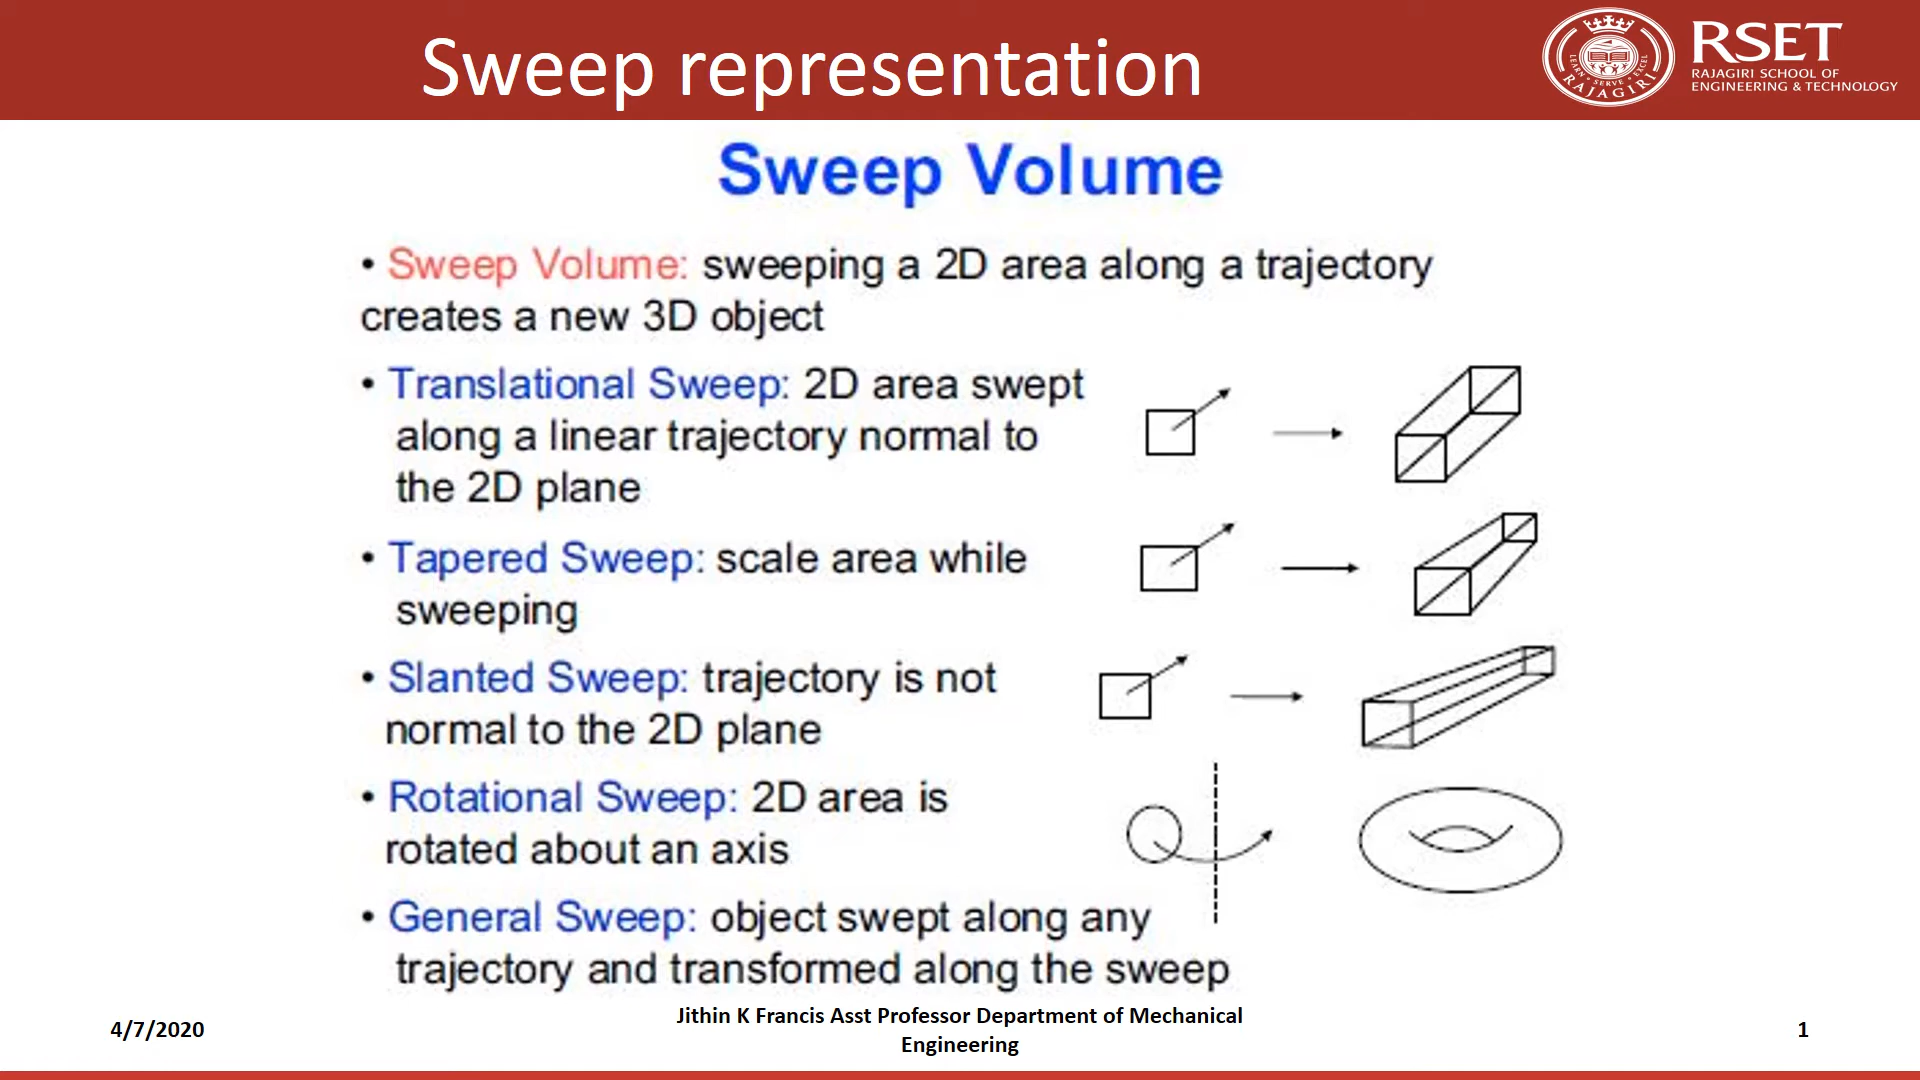 Sweep representation
LEARN • SERVE • EXCEL
RAJAGIRI
RSET
RAJAGIRI SCHOOL OF
ENGINEERING & TECHNOLOGY
Sweep Volume
• Sweep Volume: sweeping a 2D area along a trajectory
creates a new 3D object
• Translational Sweep: 2D area swept
along a linear trajectory normal to
the 2D plane
• Tapered Sweep: scale area while
sweeping
• Slanted Sweep: trajectory is not
normal to the 2D plane
• Rotational Sweep: 2D area is
rotated about an axis
• General Sweep: object swept along any
trajectory and transformed along the sweep
4/7/2020
Jithin K Francis Asst Professor Department of Mechanical
Engineering
1